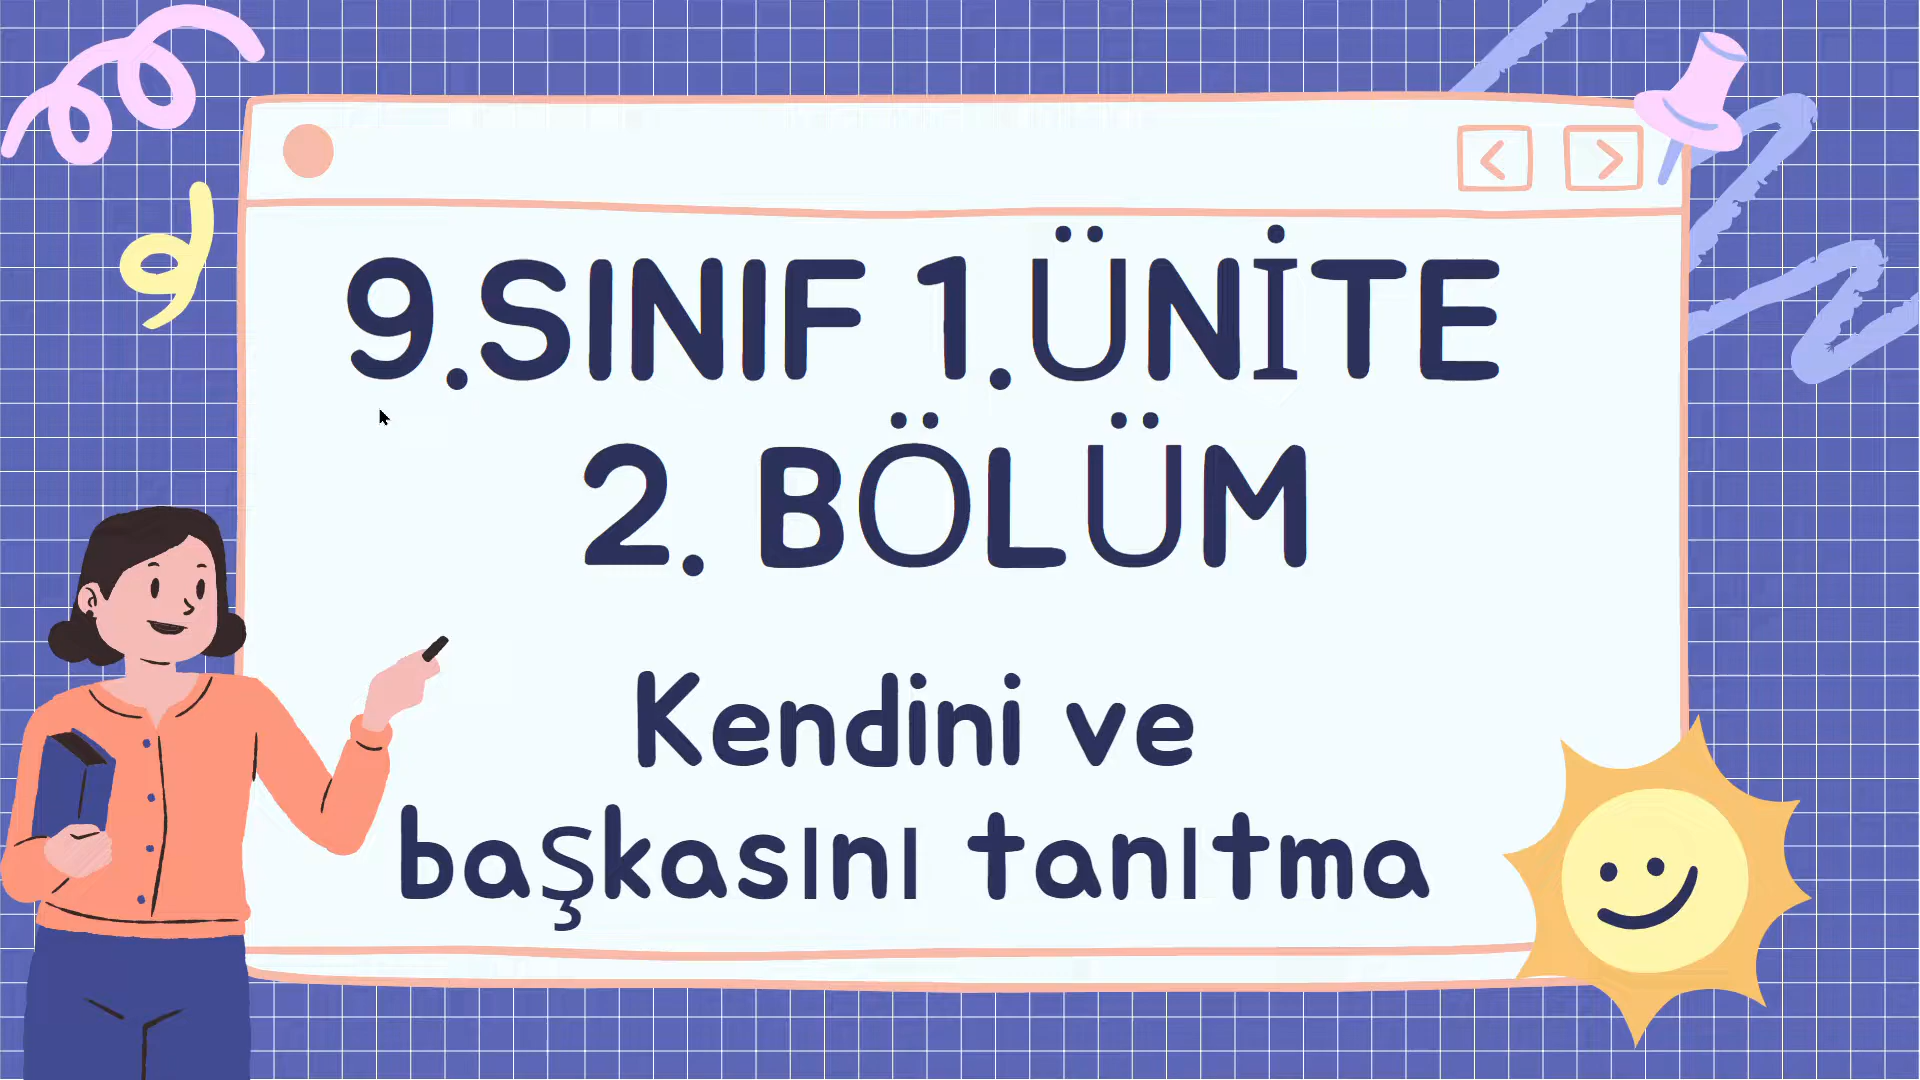 9.SINIF 1.ÜNİTE
2. BÖLÜM
Kendini ve
başkasını tanıtma